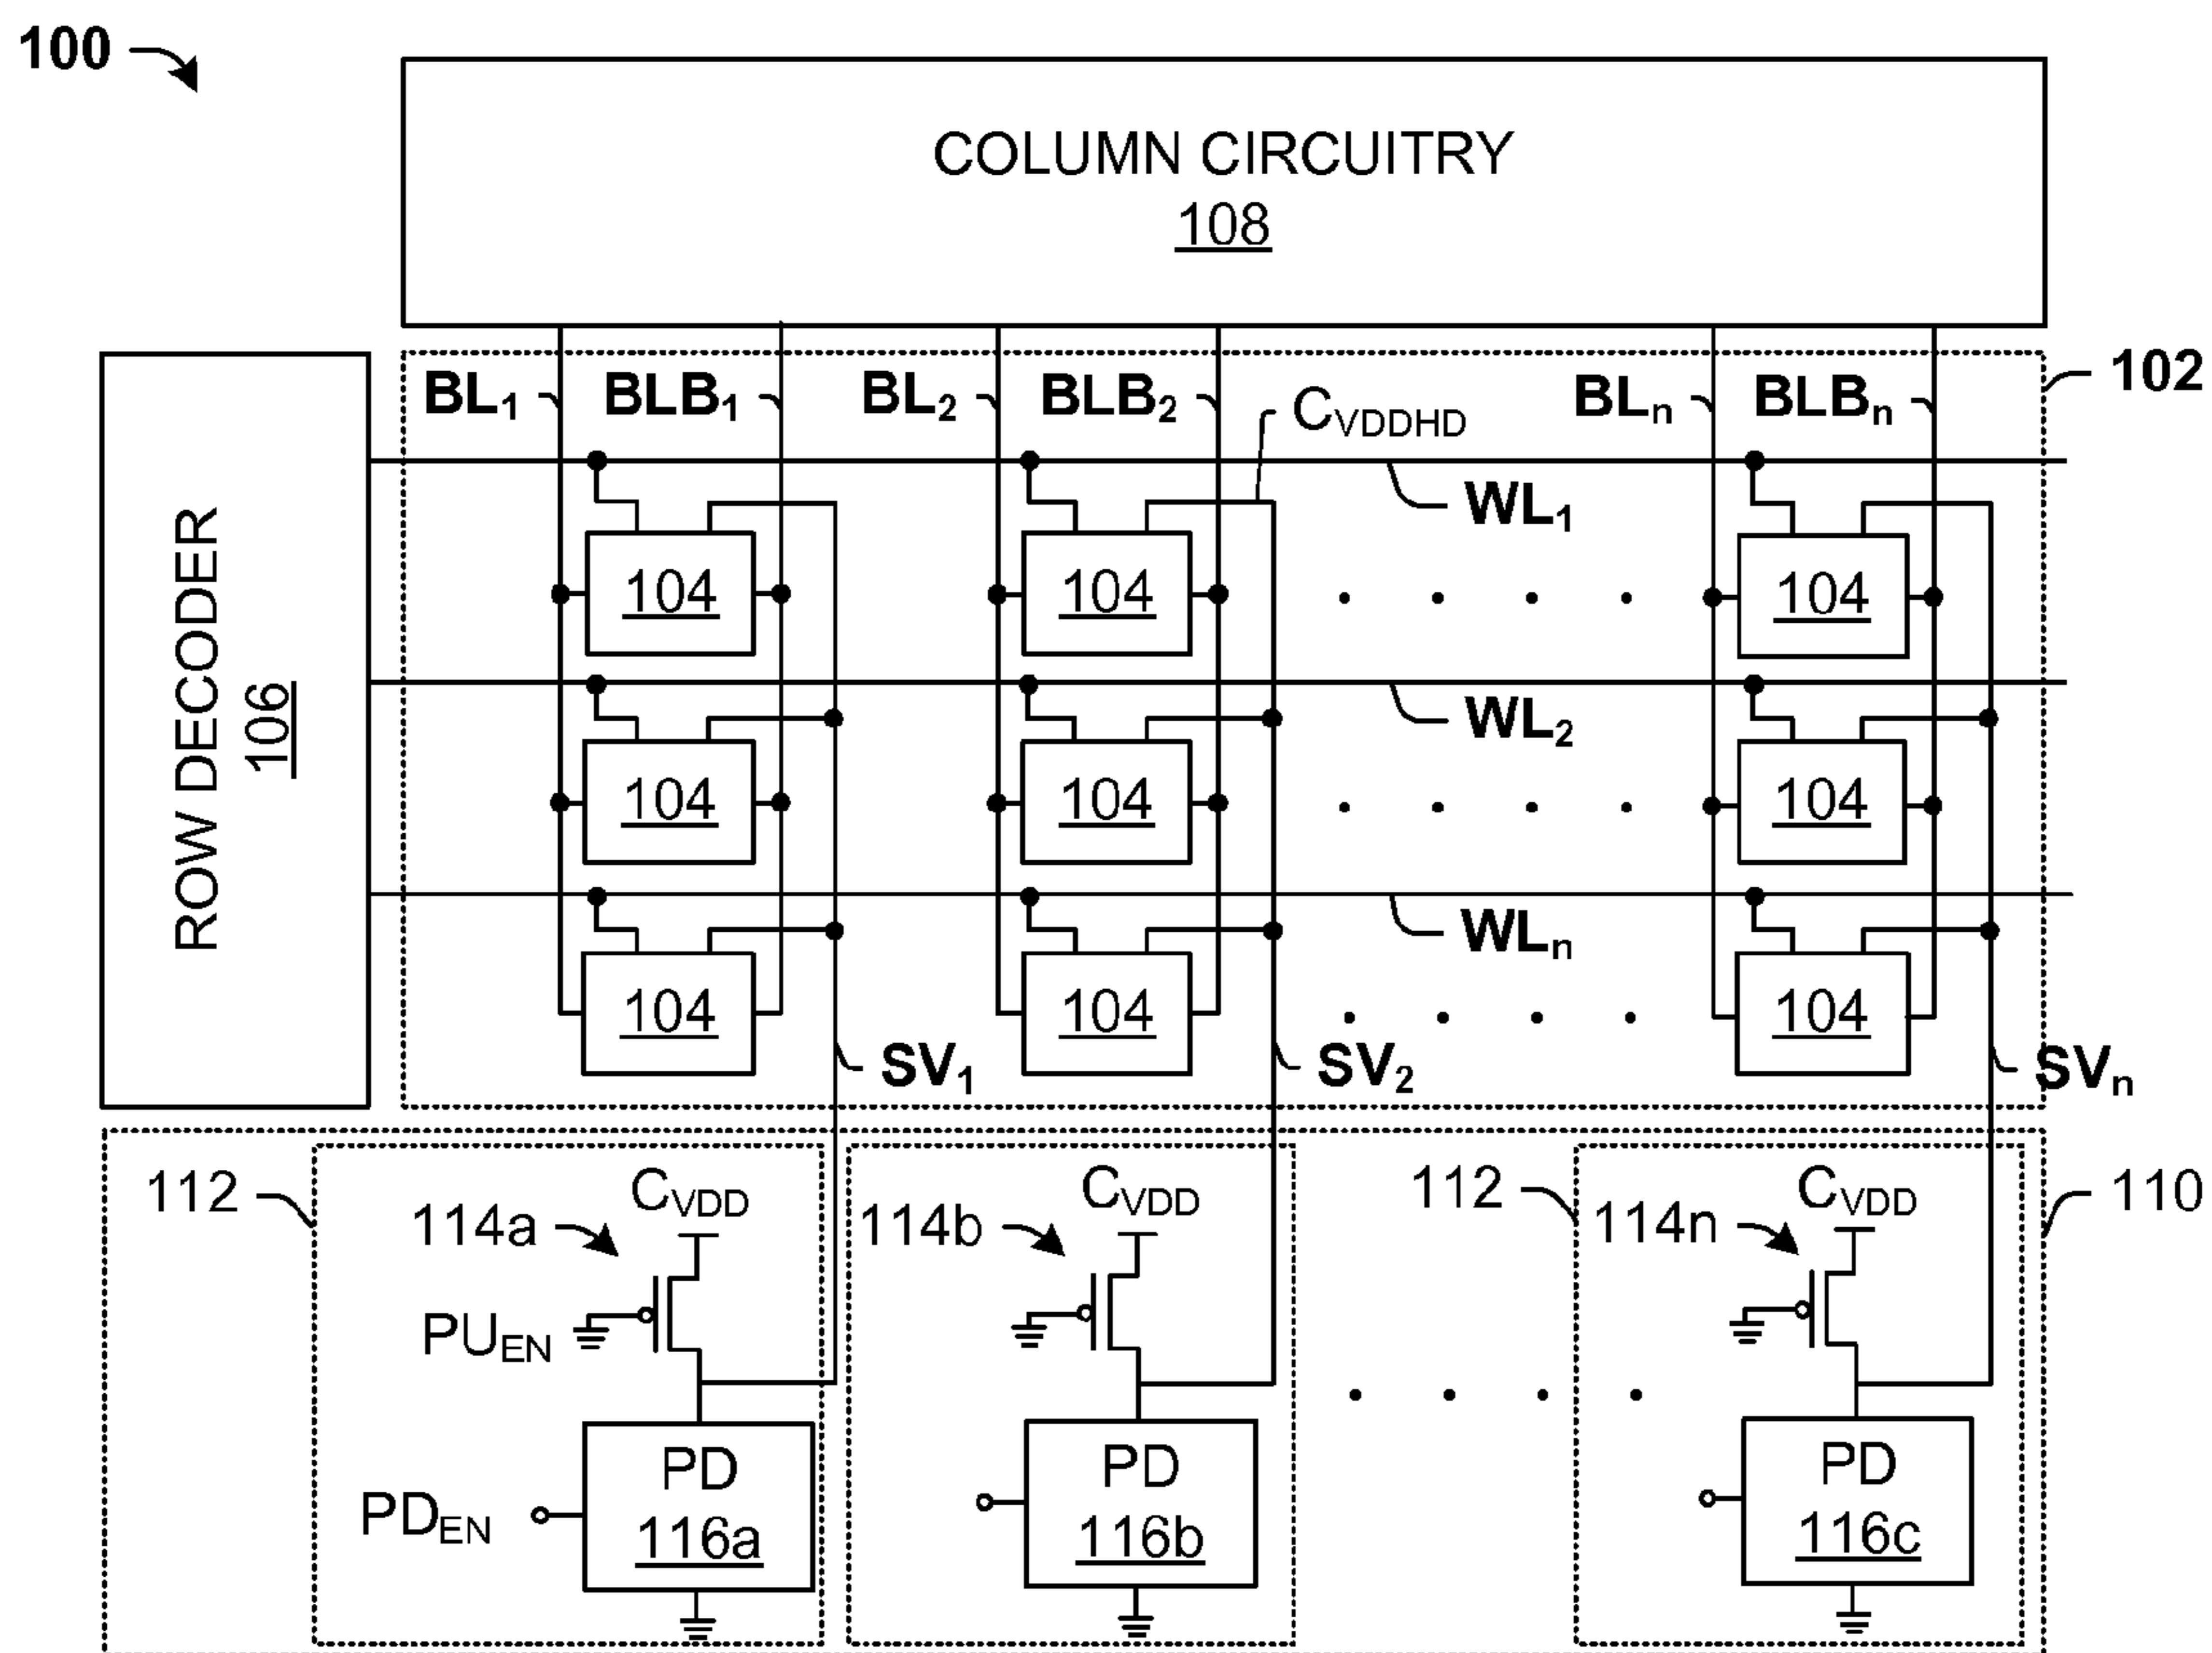 100
COLUMN CIRCUITRY
108
ROW DECODER
106
BL1 BLB1 BL2 BLB2 CVDDHD BLn BLBn 102
WL1
104 104 104
WL2
104 104 104
WLn
104 104 104
SV1 SV2 SVn
112 CVDD CVDD 112 CVDD 110
114a 114b 114n
PUEN
PD PD PD
PDEN
116a 116b 116c